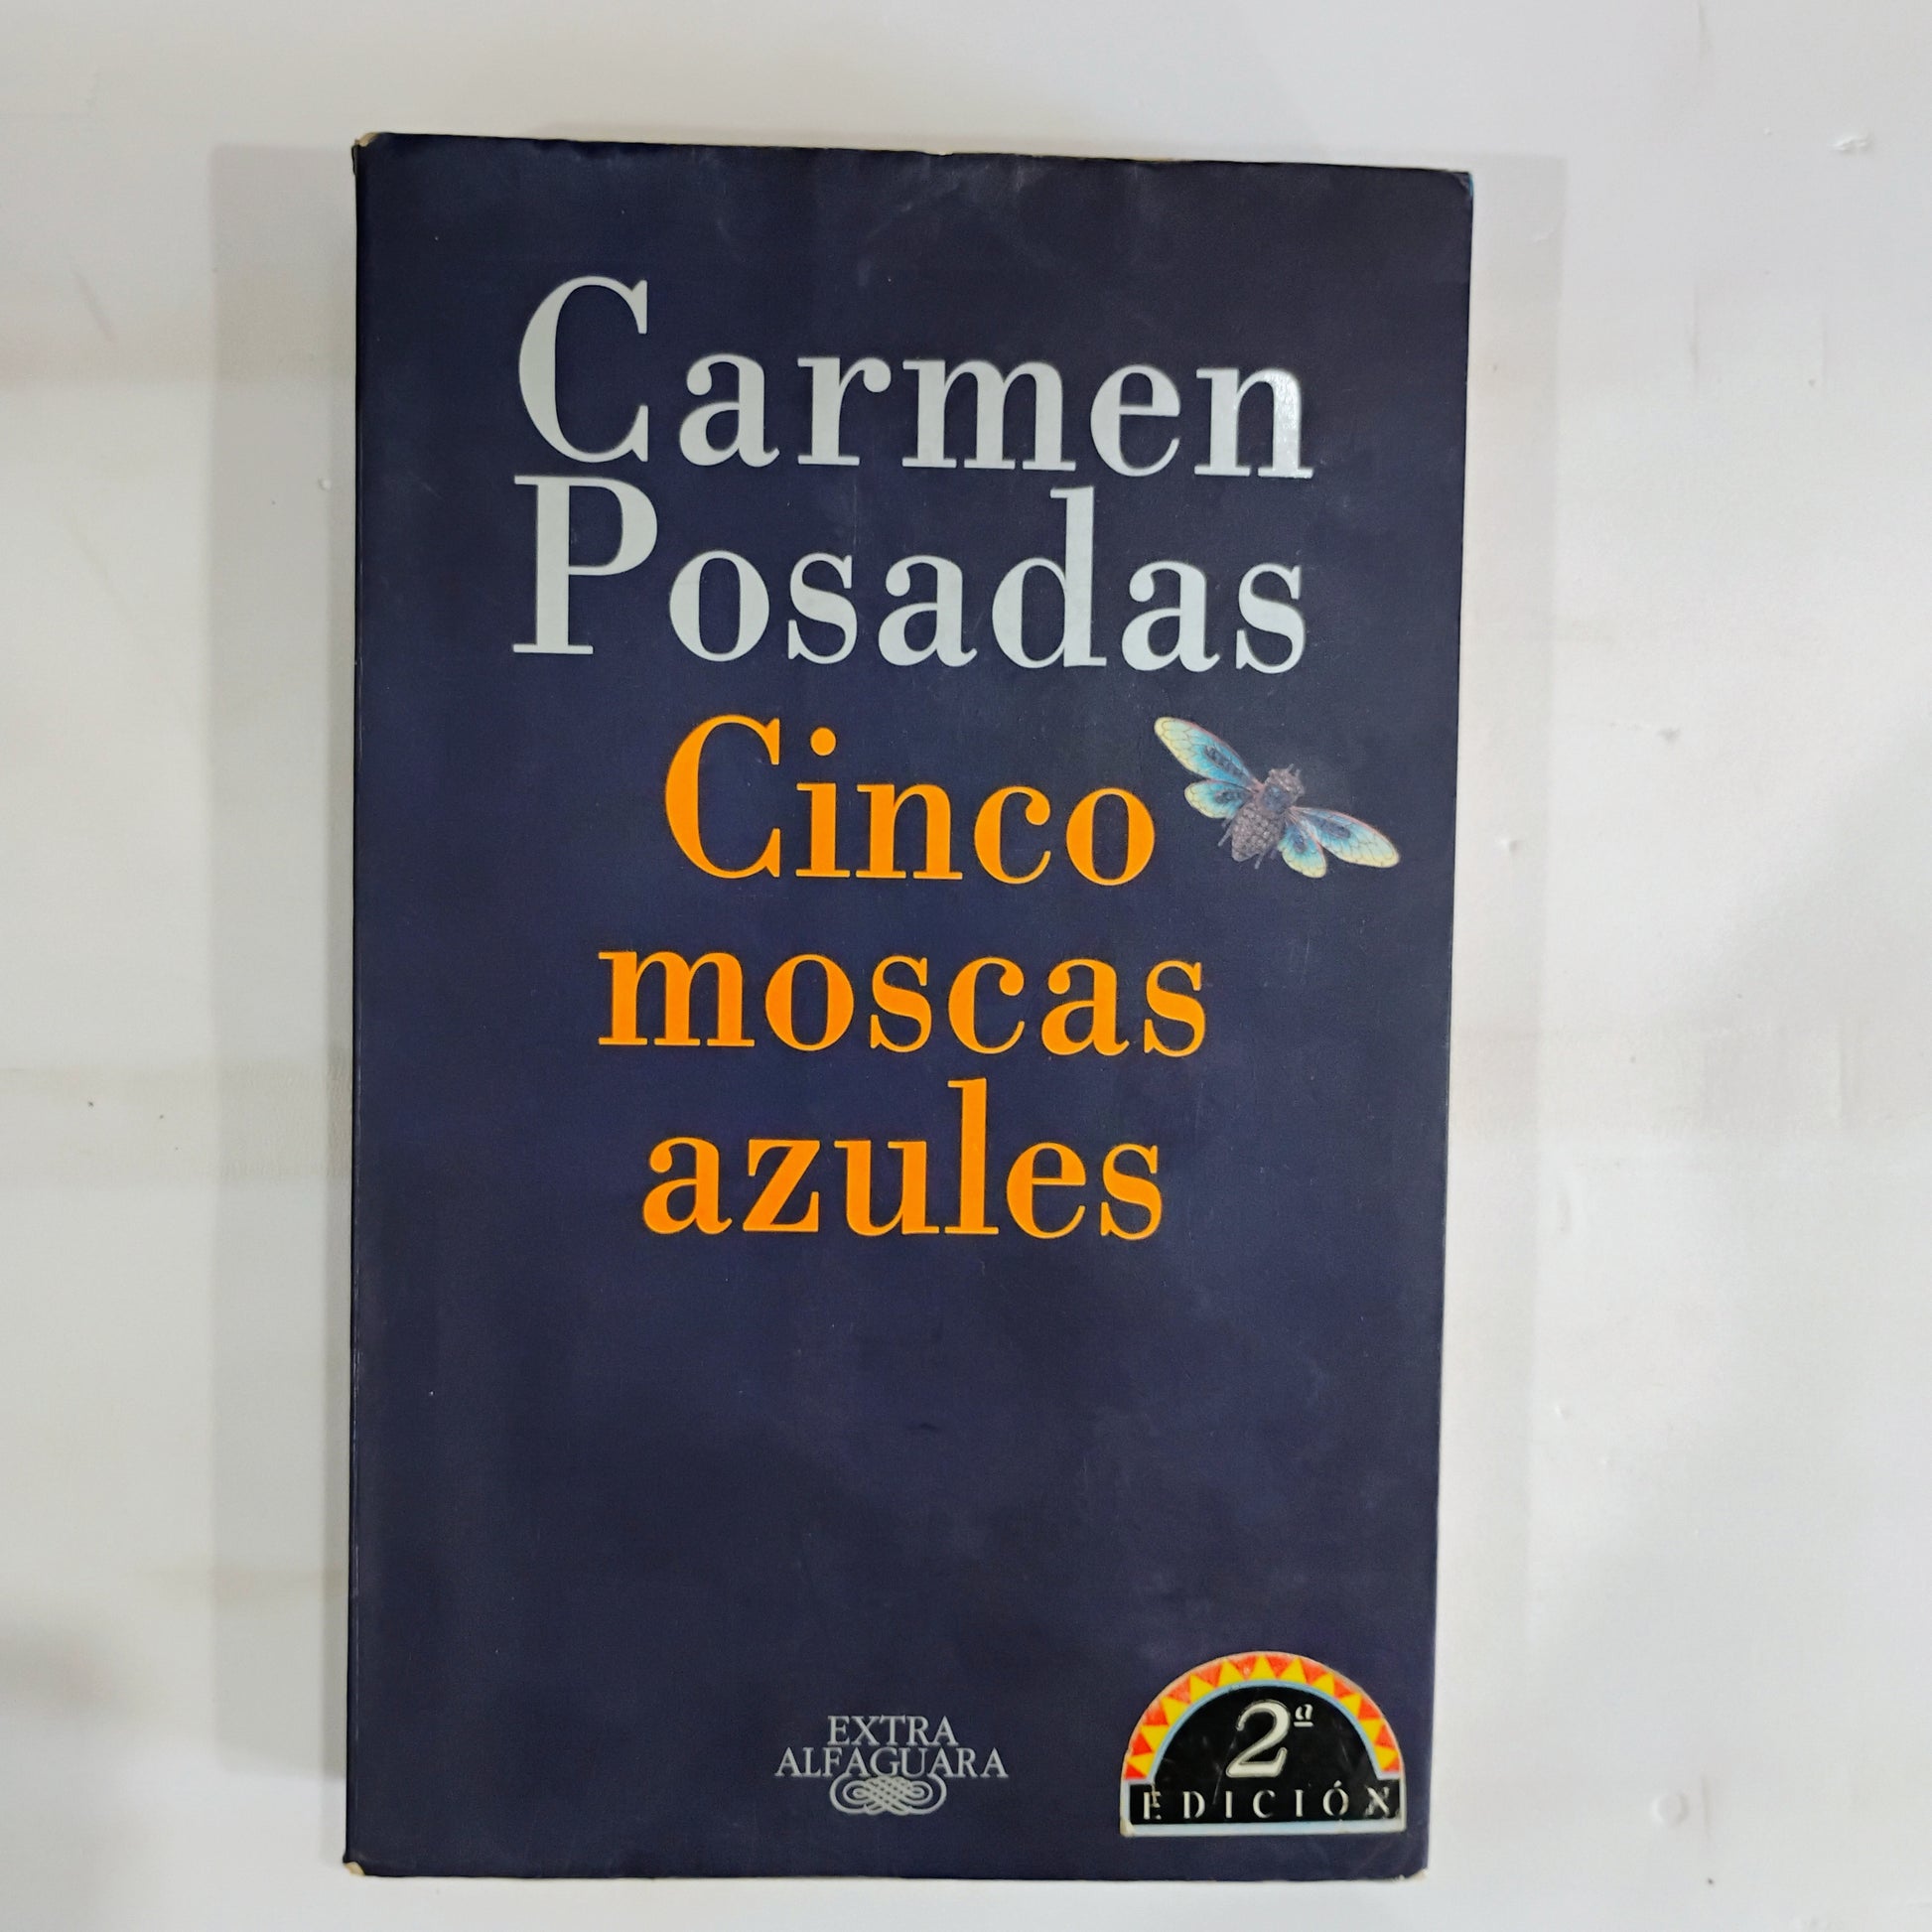 Carmen
Posadas
Cinco
moscas
azules
EXTRA
ALFAGUARA
2ª
EDICIÓN